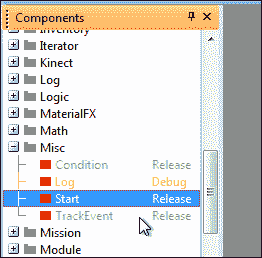 Components
Inventory
Iterator
Kinect
Log
Logic
MaterialFX
Math
Misc
Condition Release
Log Debug
Start Release
TrackEvent Release
Mission
Module